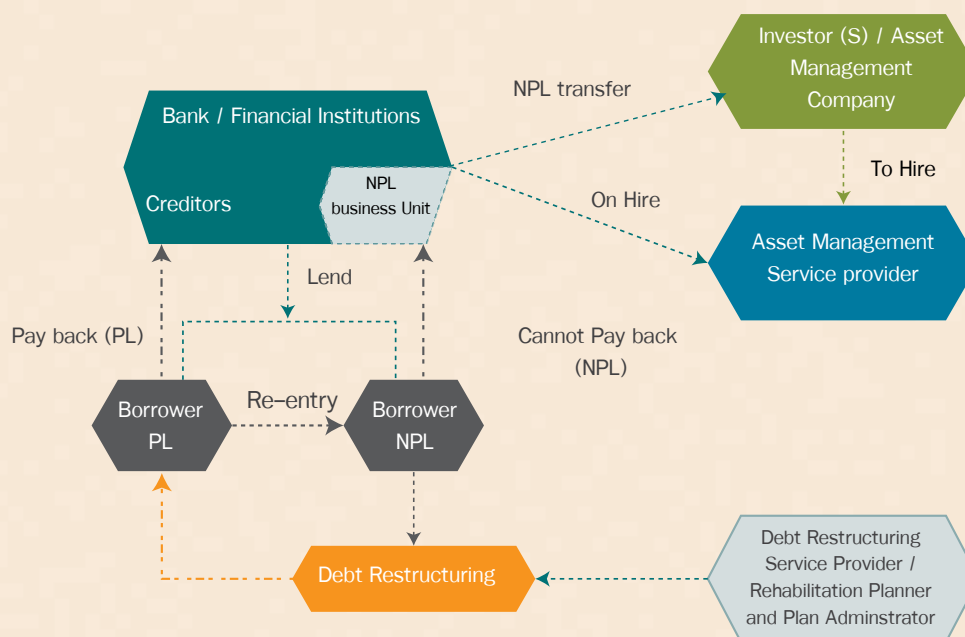 Investor (S) / Asset
Management
Company
NPL transfer
Bank / Financial Institutions
NPL
business Unit
Creditors
To Hire
On Hire
Asset Management
Service provider
Lend
Pay back (PL)
Cannot Pay back
(NPL)
Re-entry
Borrower
PL
Borrower
NPL
Debt Restructuring
Debt Restructuring
Service Provider /
Rehabilitation Planner
and Plan Adminstrator